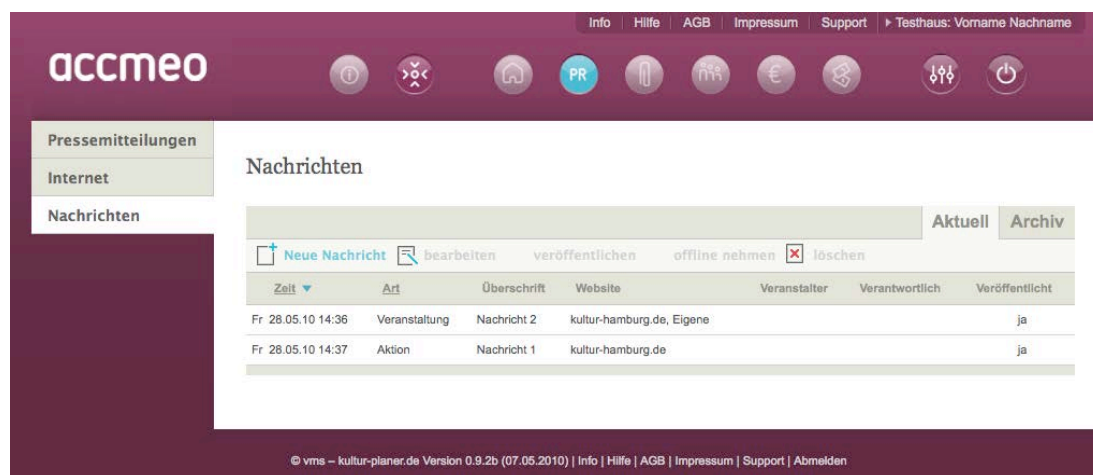 Info | Hilfe | AGB | Impressum | Support | Testhaus: Vorname Nachname
accmeo
PR
€
Pressemitteilungen
Internet
Nachrichten
Nachrichten
Aktuell Archiv
Neue Nachricht bearbeiten veröffentlichen offline nehmen löschen
Zeit Art Überschrift Website Veranstalter Verantwortlich Veröffentlicht
Fr 28.05.10 14:36 Veranstaltung Nachricht 2 kultur-hamburg.de, Eigene ja
Fr 28.05.10 14:37 Aktion Nachricht 1 kultur-hamburg.de ja
© vms – kultur-planer.de Version 0.9.2b (07.05.2010) | Info | Hilfe | AGB | Impressum | Support | Abmelden